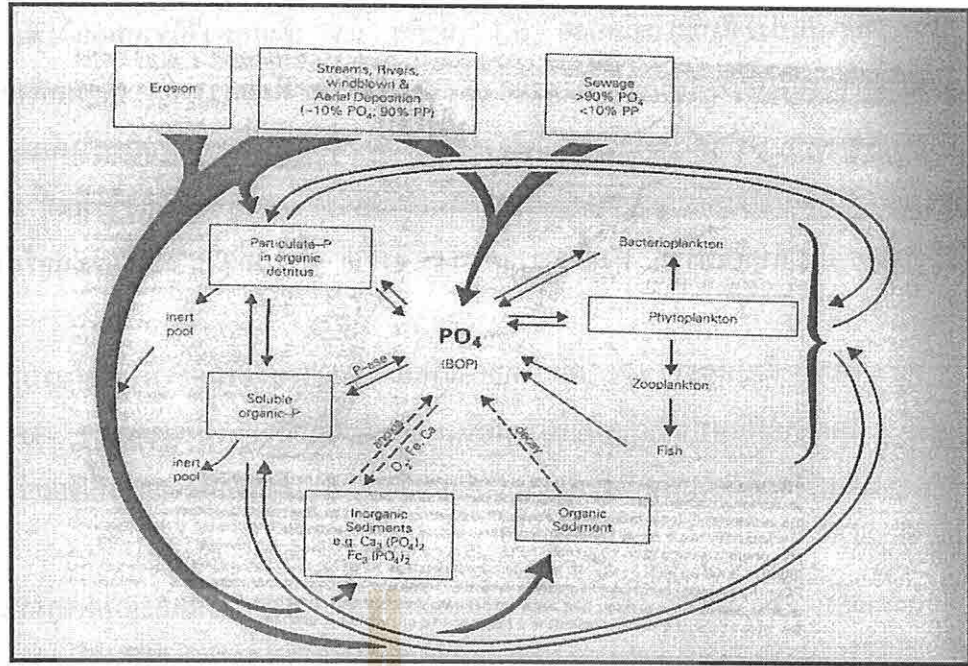 Erosion
Streams, Rivers,
Windblown &
Aerial Deposition
(~10% PO₄; 90% PP)
Sewage
>90% PO₄
<10% PP
Particulate–P
in organic
detritus
Bacterioplankton
inert
pool
PO₄
(BOP)
Phytoplankton
P-ase
Soluble
organic–P
Zooplankton
anoxia
O₂, Fe, Ca
decay
Fish
inert
pool
Inorganic
Sediments
e.g. Ca₃ (PO₄)₂
Fe₃ (PO₄)₂
Organic
Sediment